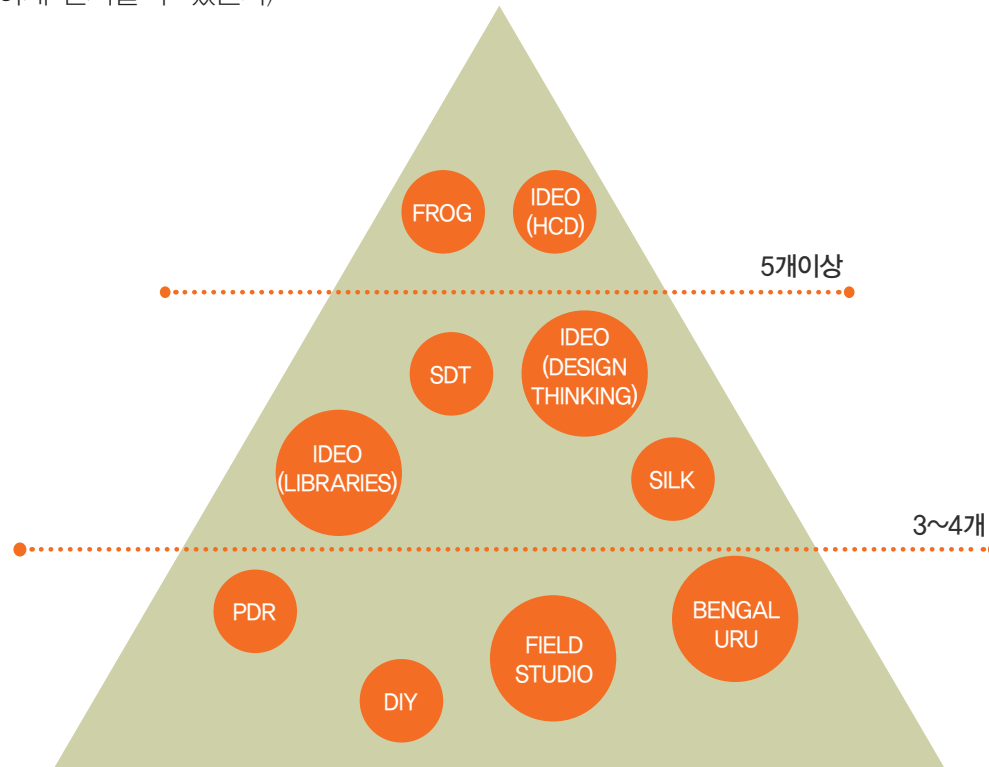 FROG
IDEO
(HCD)
5개이상
SDT
IDEO
(DESIGN
THINKING)
IDEO
(LIBRARIES)
SILK
3~4개
PDR
BENGAL
URU
FIELD
STUDIO
DIY